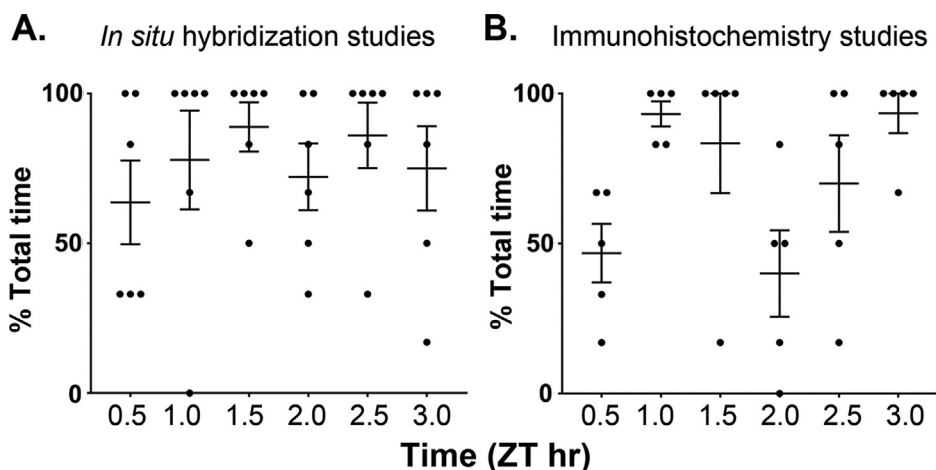 A. In situ hybridization studies
B. Immunohistochemistry studies
% Total time
100
50
0
0.5 1.0 1.5 2.0 2.5 3.0
% Total time
100
50
0
0.5 1.0 1.5 2.0 2.5 3.0
Time (ZT hr)